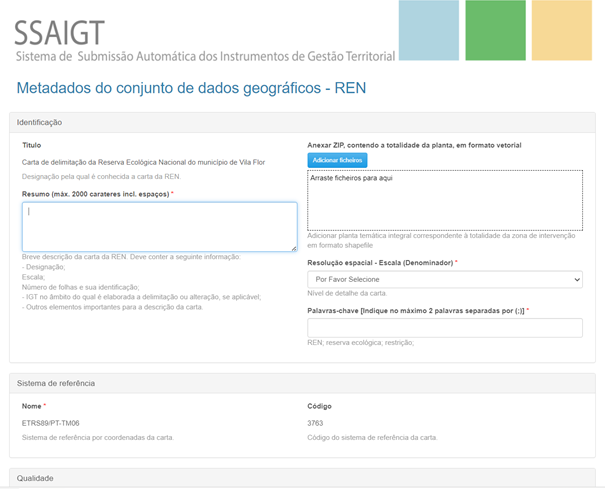 SSAIGT
Sistema de Submissão Automática dos Instrumentos de Gestão Territorial
Metadados do conjunto de dados geográficos - REN
Identificação
Título
Carta de delimitação da Reserva Ecológica Nacional do município de Vila Flor
Designação pela qual é conhecida a carta da REN.
Resumo (máx. 2000 carateres incl. espaços) *
Breve descrição da carta da REN. Deve conter a seguinte informação:
- Designação;
Escala;
Número de folhas e sua identificação;
- IGT no âmbito do qual é elaborada a delimitação ou alteração, se aplicável;
- Outros elementos importantes para a descrição da carta.
Anexar ZIP, contendo a totalidade da planta, em formato vetorial
Adicionar ficheiros
Arraste ficheiros para aqui
Adicionar planta temática integral correspondente à totalidade da zona de intervenção
em formato shapefile
Resolução espacial - Escala (Denominador) *
Por Favor Selecione
Nível de detalhe da carta.
Palavras-chave [Indique no máximo 2 palavras separadas por (;)] *
REN; reserva ecológica; restrição;
Sistema de referência
Nome *
ETRS89/PT-TM06
Sistema de referência por coordenadas da carta.
Código
3763
Código do sistema de referência da carta.
Qualidade